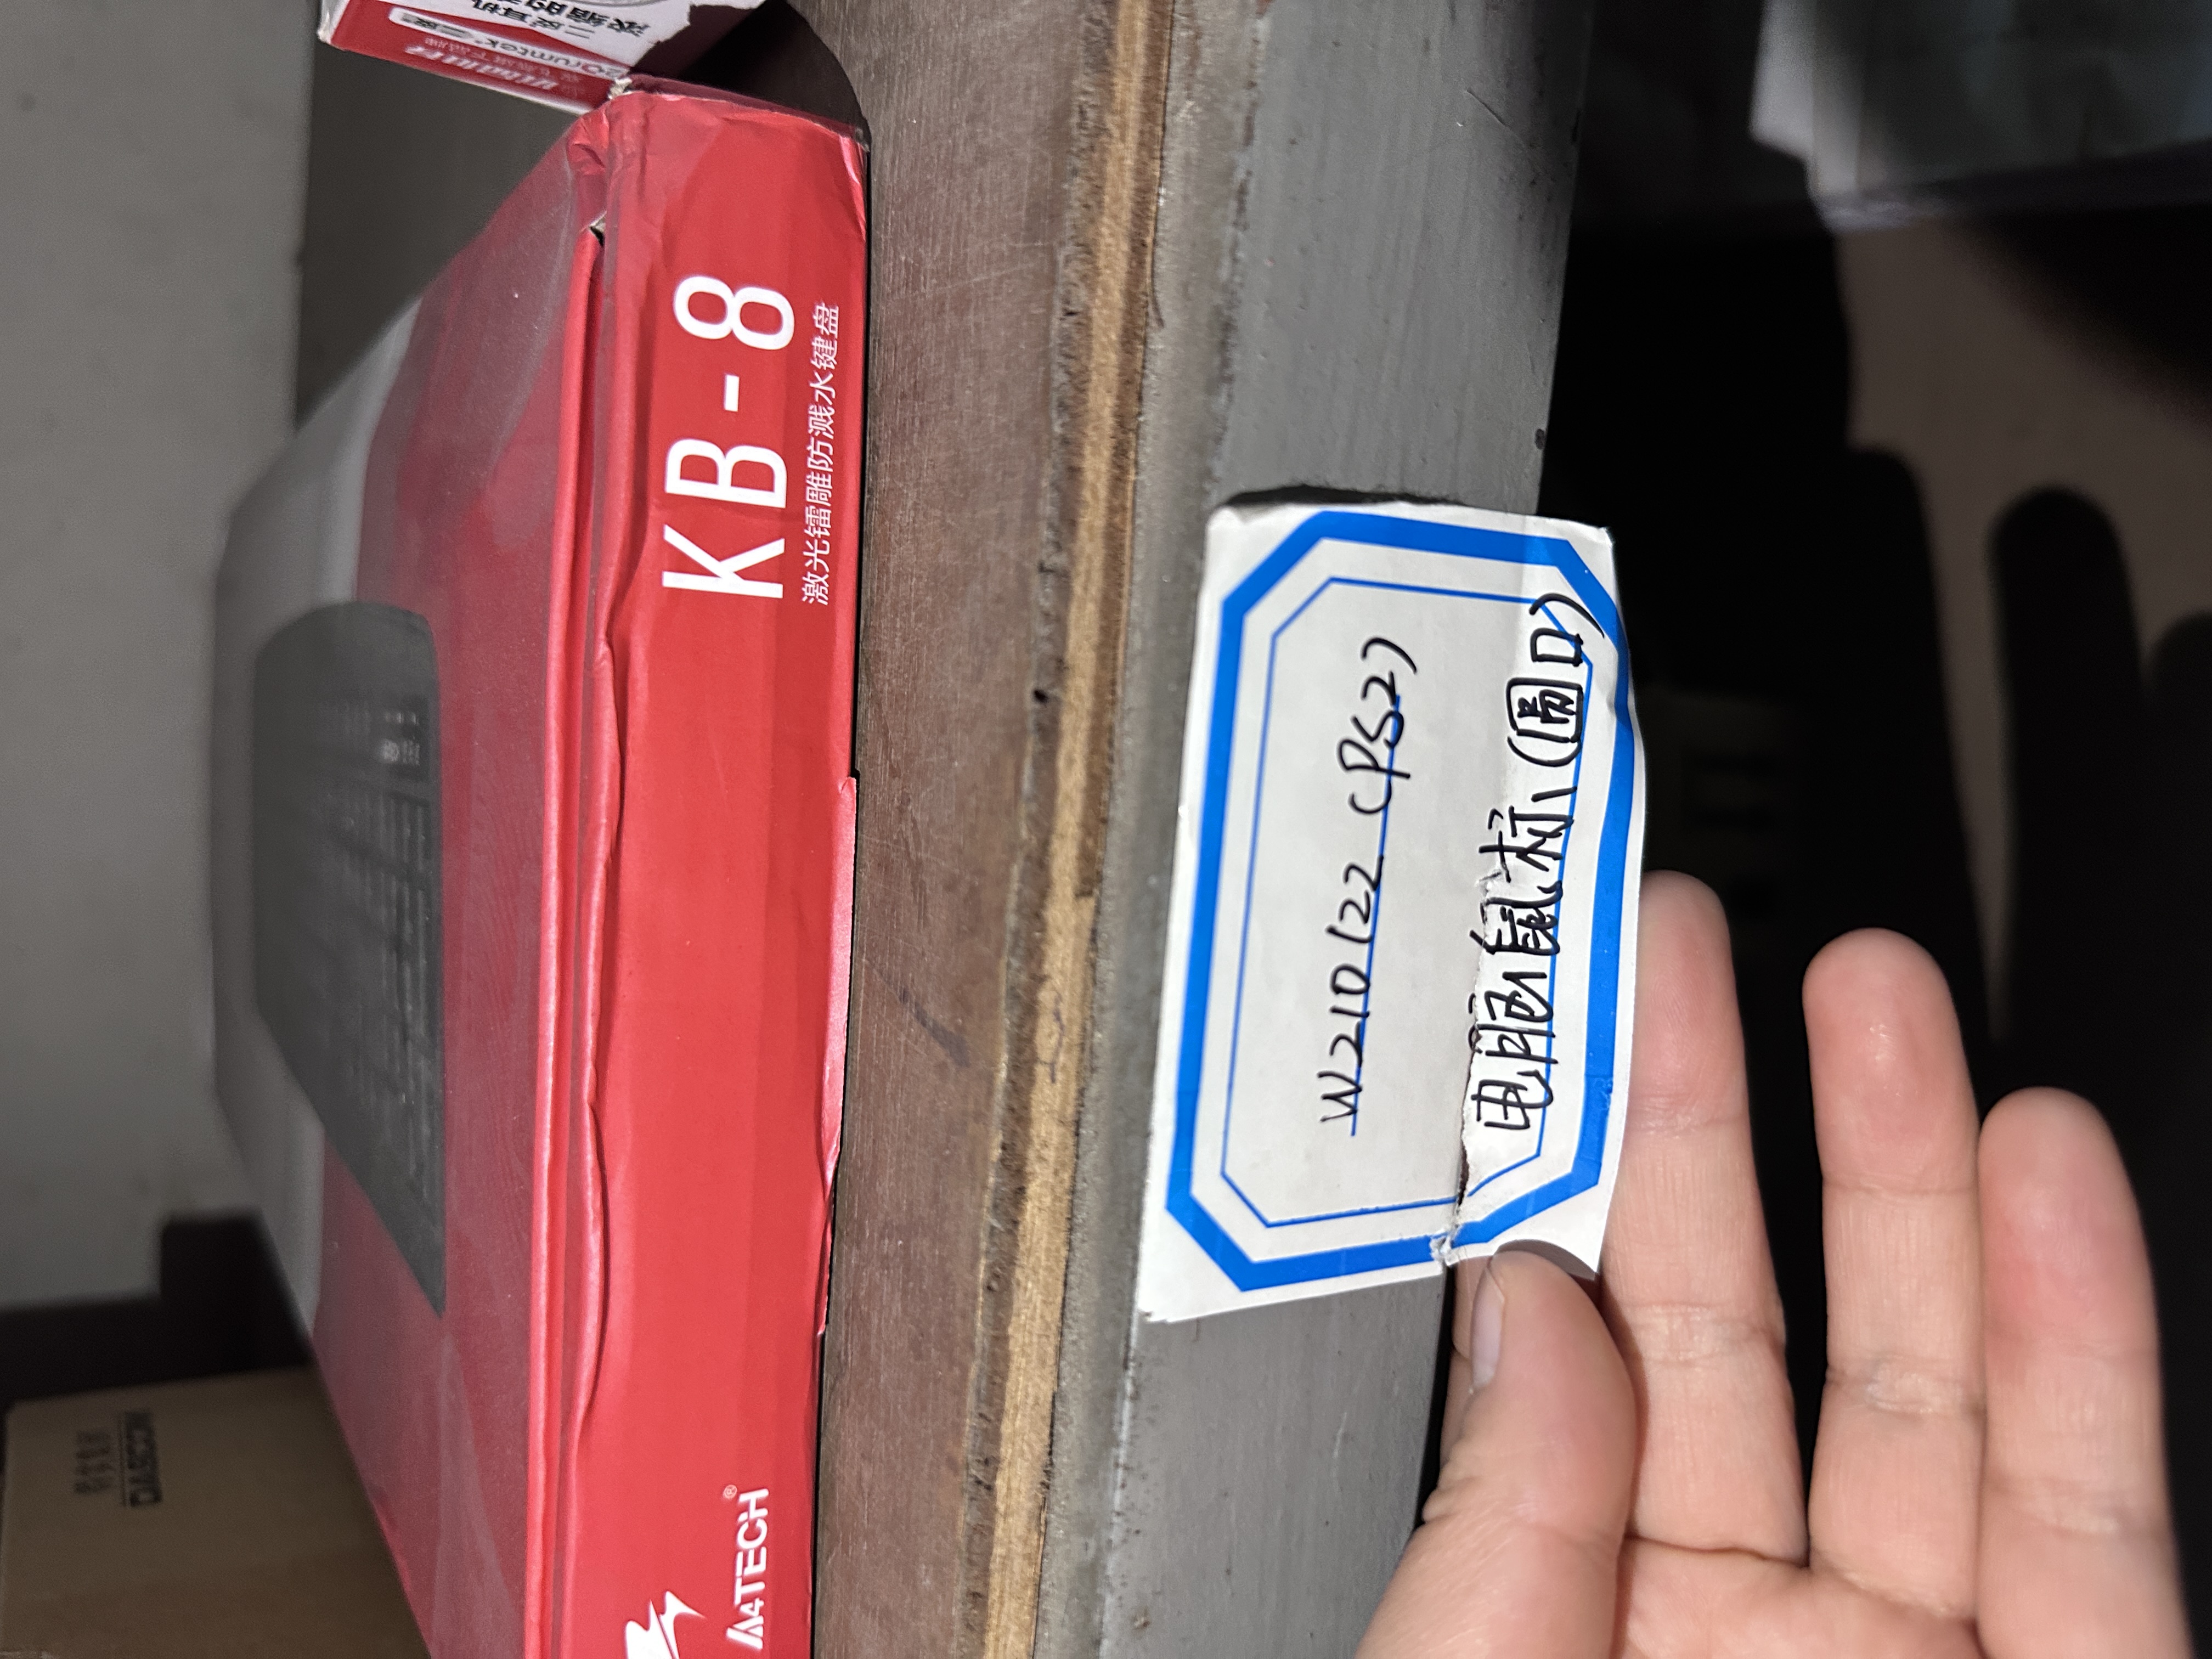 KB-8
激光镭雕防溅水键盘
A4TECH®
W210122 (PS2)
电脑鼠标(圆口)
DASCOM